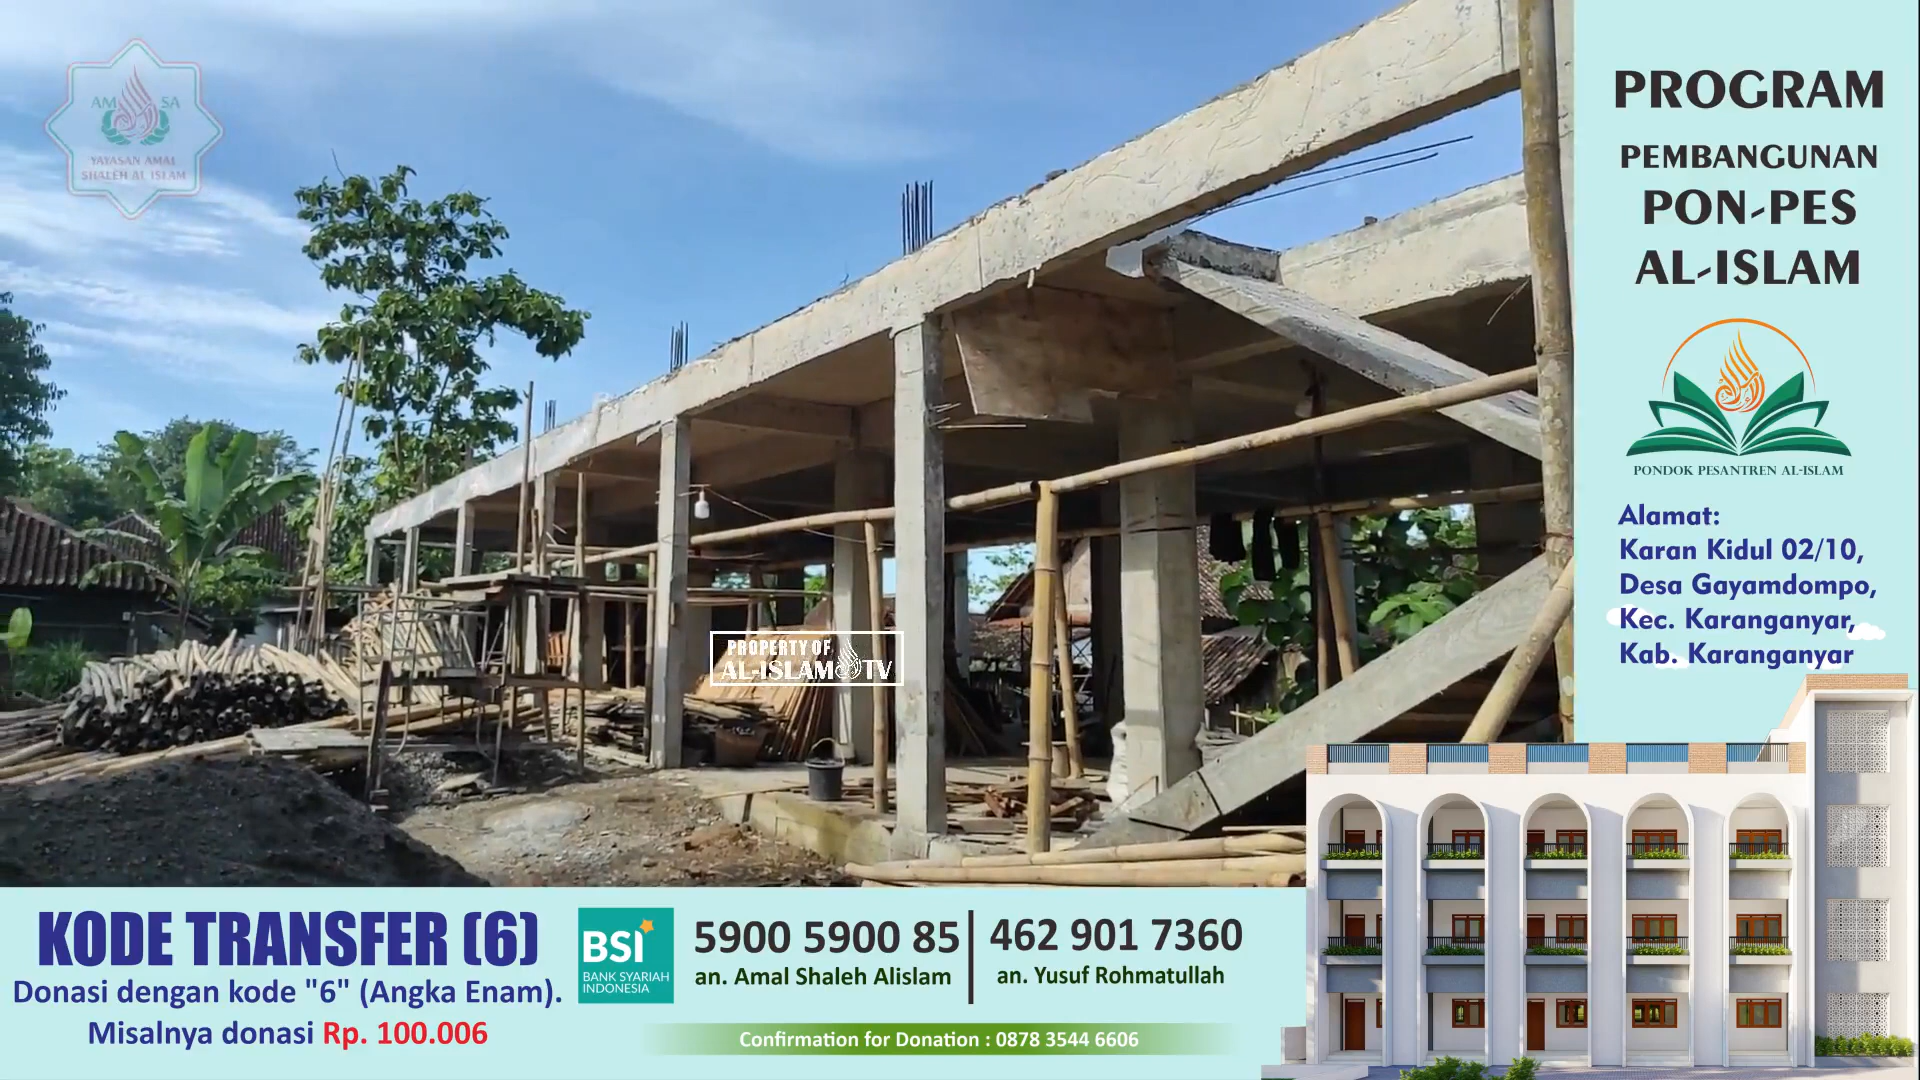 AM SA
YAYASAN AMAL
SHALEH AL ISLAM
PROPERTY OF
AL-ISLAM TV
PROGRAM
PEMBANGUNAN
PON-PES
AL-ISLAM
PONDOK PESANTREN AL-ISLAM
Alamat:
Karan Kidul 02/10,
Desa Gayamdompo,
Kec. Karanganyar,
Kab. Karanganyar
KODE TRANSFER (6)
Donasi dengan kode "6" (Angka Enam).
Misalnya donasi Rp. 100.006
BSI
BANK SYARIAH
INDONESIA
5900 5900 85
an. Amal Shaleh Alislam
462 901 7360
an. Yusuf Rohmatullah
Confirmation for Donation : 0878 3544 6606